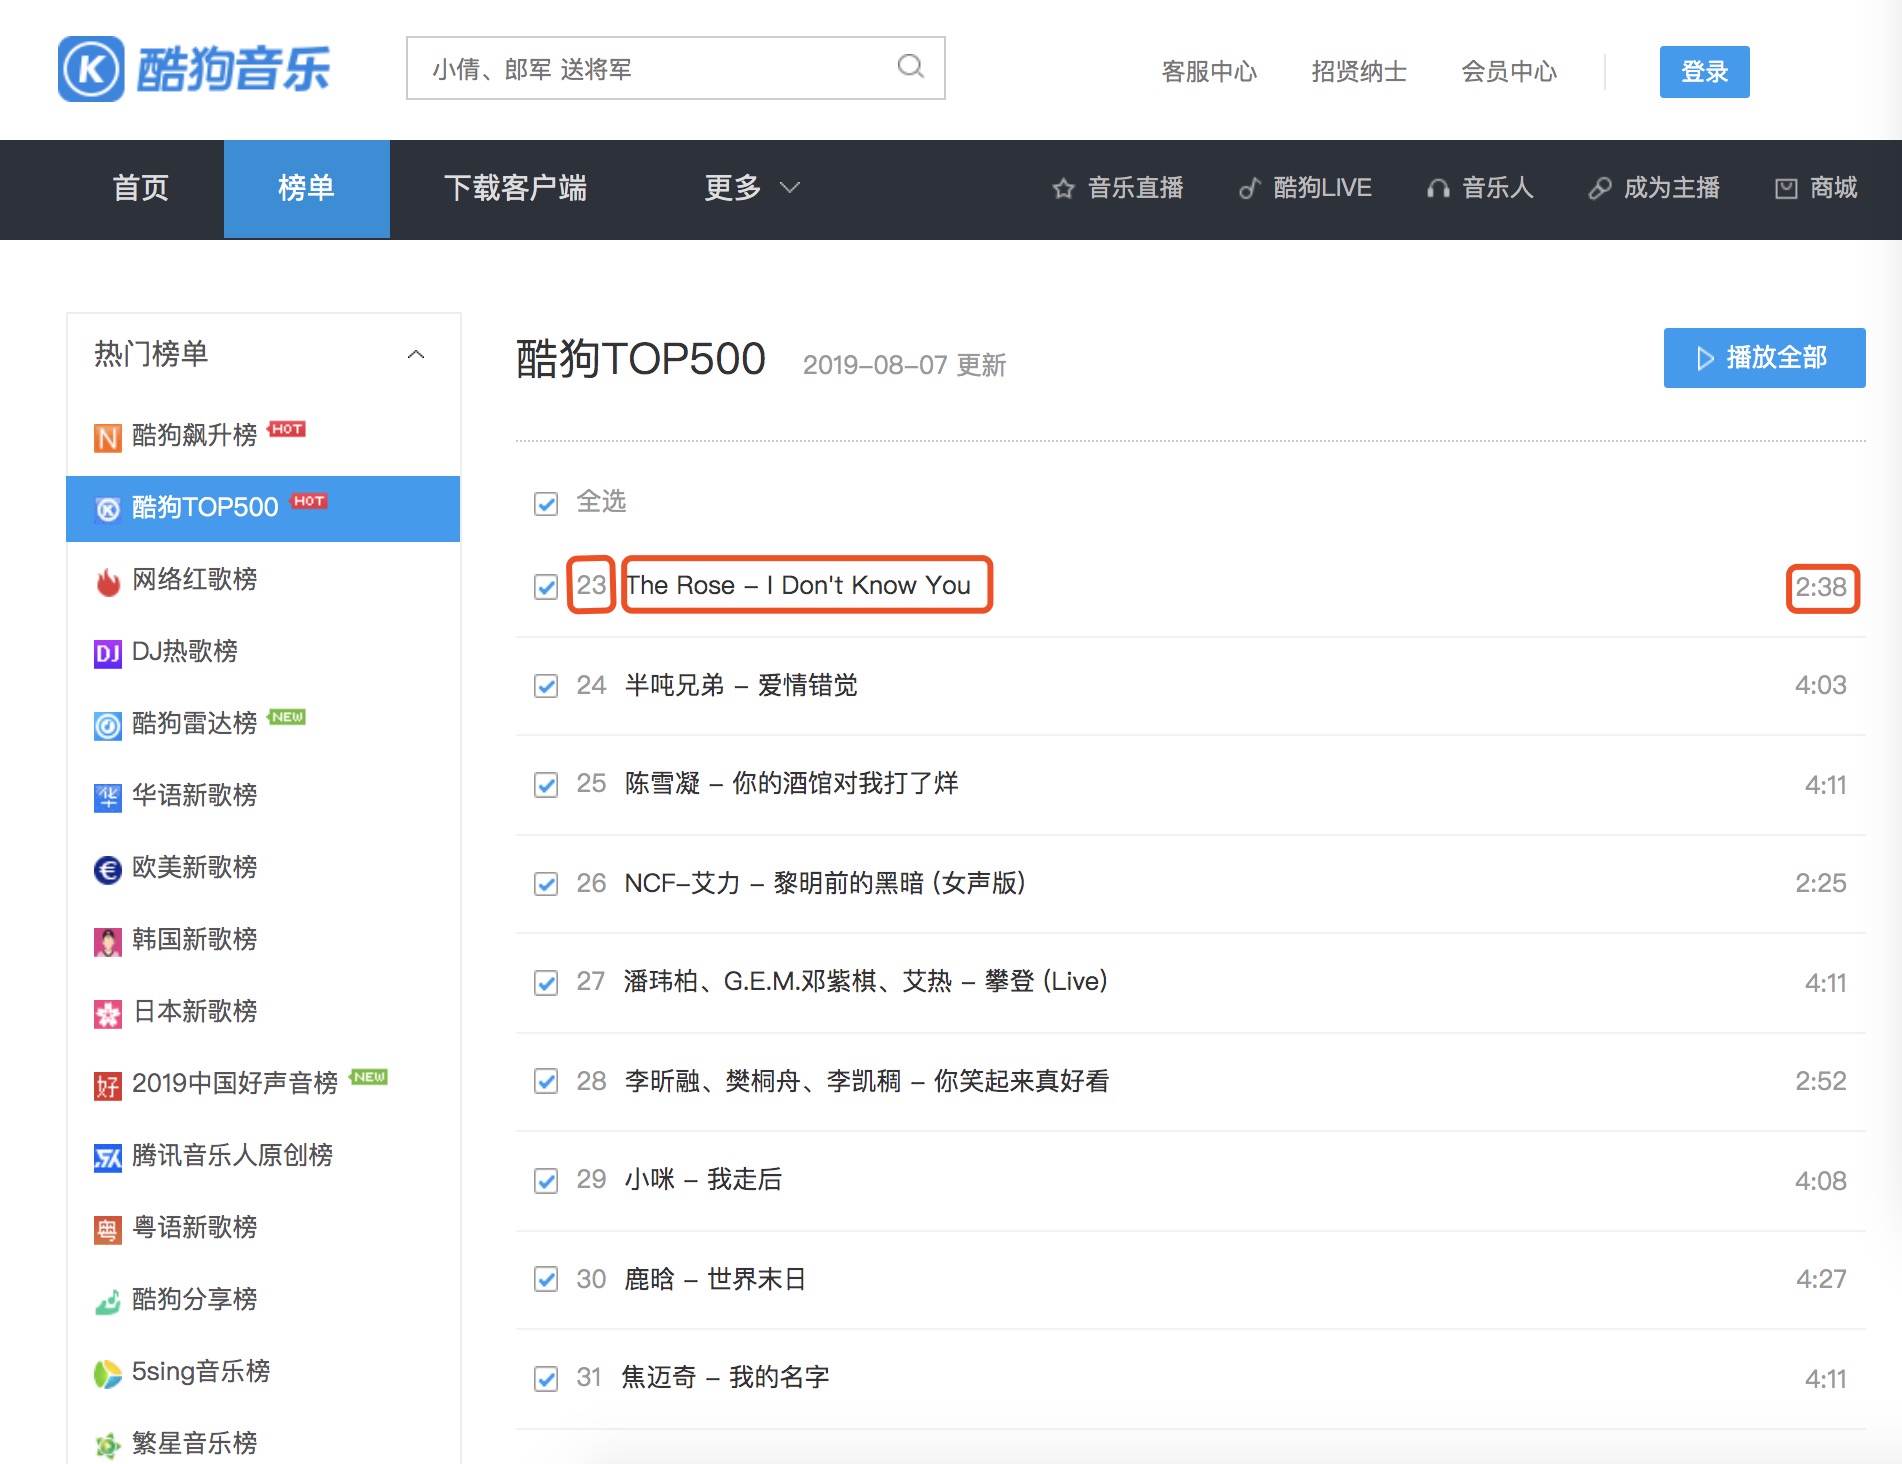 酷狗音乐
小倩、郎军 送将军
客服中心 招贤纳士 会员中心 登录
首页 榜单 下载客户端 更多 音乐直播 酷狗LIVE 音乐人 成为主播 商城
热门榜单
酷狗飙升榜 HOT
酷狗TOP500 HOT
网络红歌榜
DJ DJ热歌榜
酷狗雷达榜 NEW
华 华语新歌榜
欧美新歌榜
韩国新歌榜
日本新歌榜
好 2019中国好声音榜 NEW
腾讯音乐人原创榜
粤 粤语新歌榜
酷狗分享榜
5sing音乐榜
繁星音乐榜
酷狗TOP500 2019-08-07 更新
播放全部
全选
23 The Rose - I Don't Know You 2:38
24 半吨兄弟 - 爱情错觉 4:03
25 陈雪凝 - 你的酒馆对我打了烊 4:11
26 NCF-艾力 - 黎明前的黑暗 (女声版) 2:25
27 潘玮柏、G.E.M.邓紫棋、艾热 - 攀登 (Live) 4:11
28 李昕融、樊桐舟、李凯稠 - 你笑起来真好看 2:52
29 小咪 - 我走后 4:08
30 鹿晗 - 世界末日 4:27
31 焦迈奇 - 我的名字 4:11